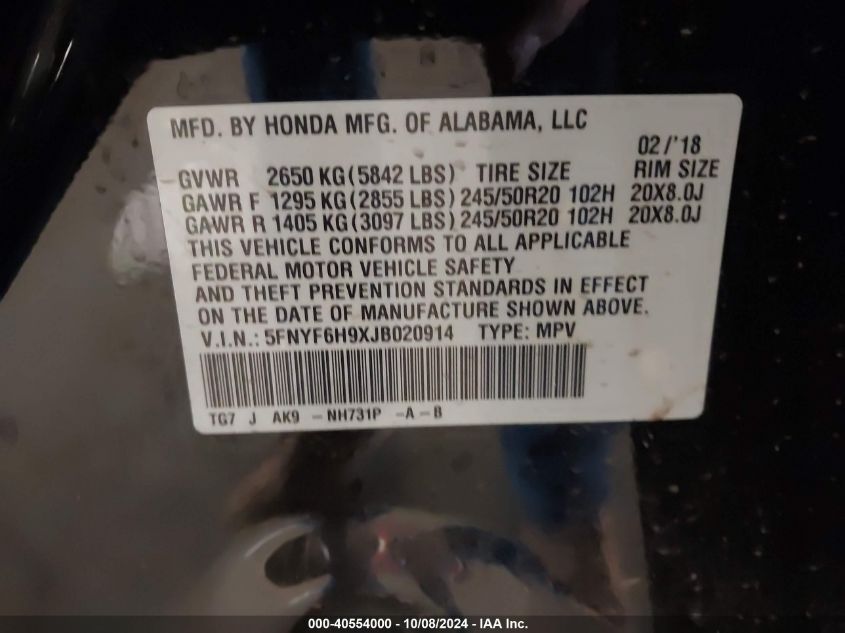 MFD. BY HONDA MFG. OF ALABAMA, LLC
02/'18
GVWR 2650 KG(5842 LBS) TIRE SIZE RIM SIZE
GAWR F 1295 KG(2855 LBS) 245/50R20 102H 20X8.0J
GAWR R 1405 KG(3097 LBS) 245/50R20 102H 20X8.0J
THIS VEHICLE CONFORMS TO ALL APPLICABLE
FEDERAL MOTOR VEHICLE SAFETY
AND THEFT PREVENTION STANDARDS IN EFFECT
ON THE DATE OF MANUFACTURE SHOWN ABOVE.
V.I.N.: 5FNYF6H9XJB020914 TYPE: MPV
TG7 J AK9 – NH731P –A – B
000-40554000 - 10/08/2024 - IAA Inc.